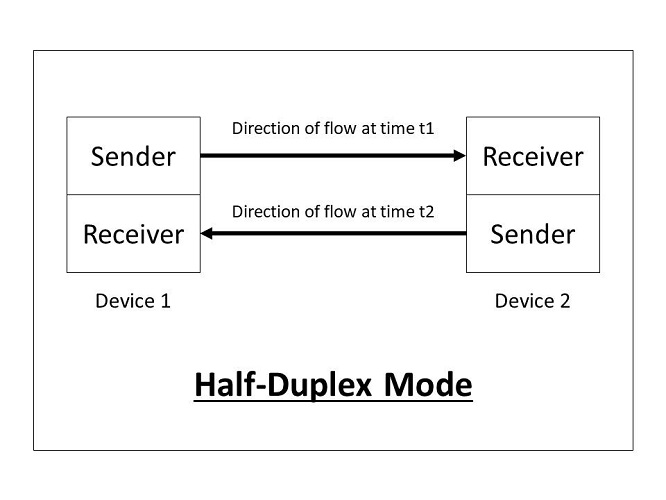 Direction of flow at time t1
Sender
Receiver
Direction of flow at time t2
Receiver
Sender
Device 1
Device 2
Half-Duplex Mode